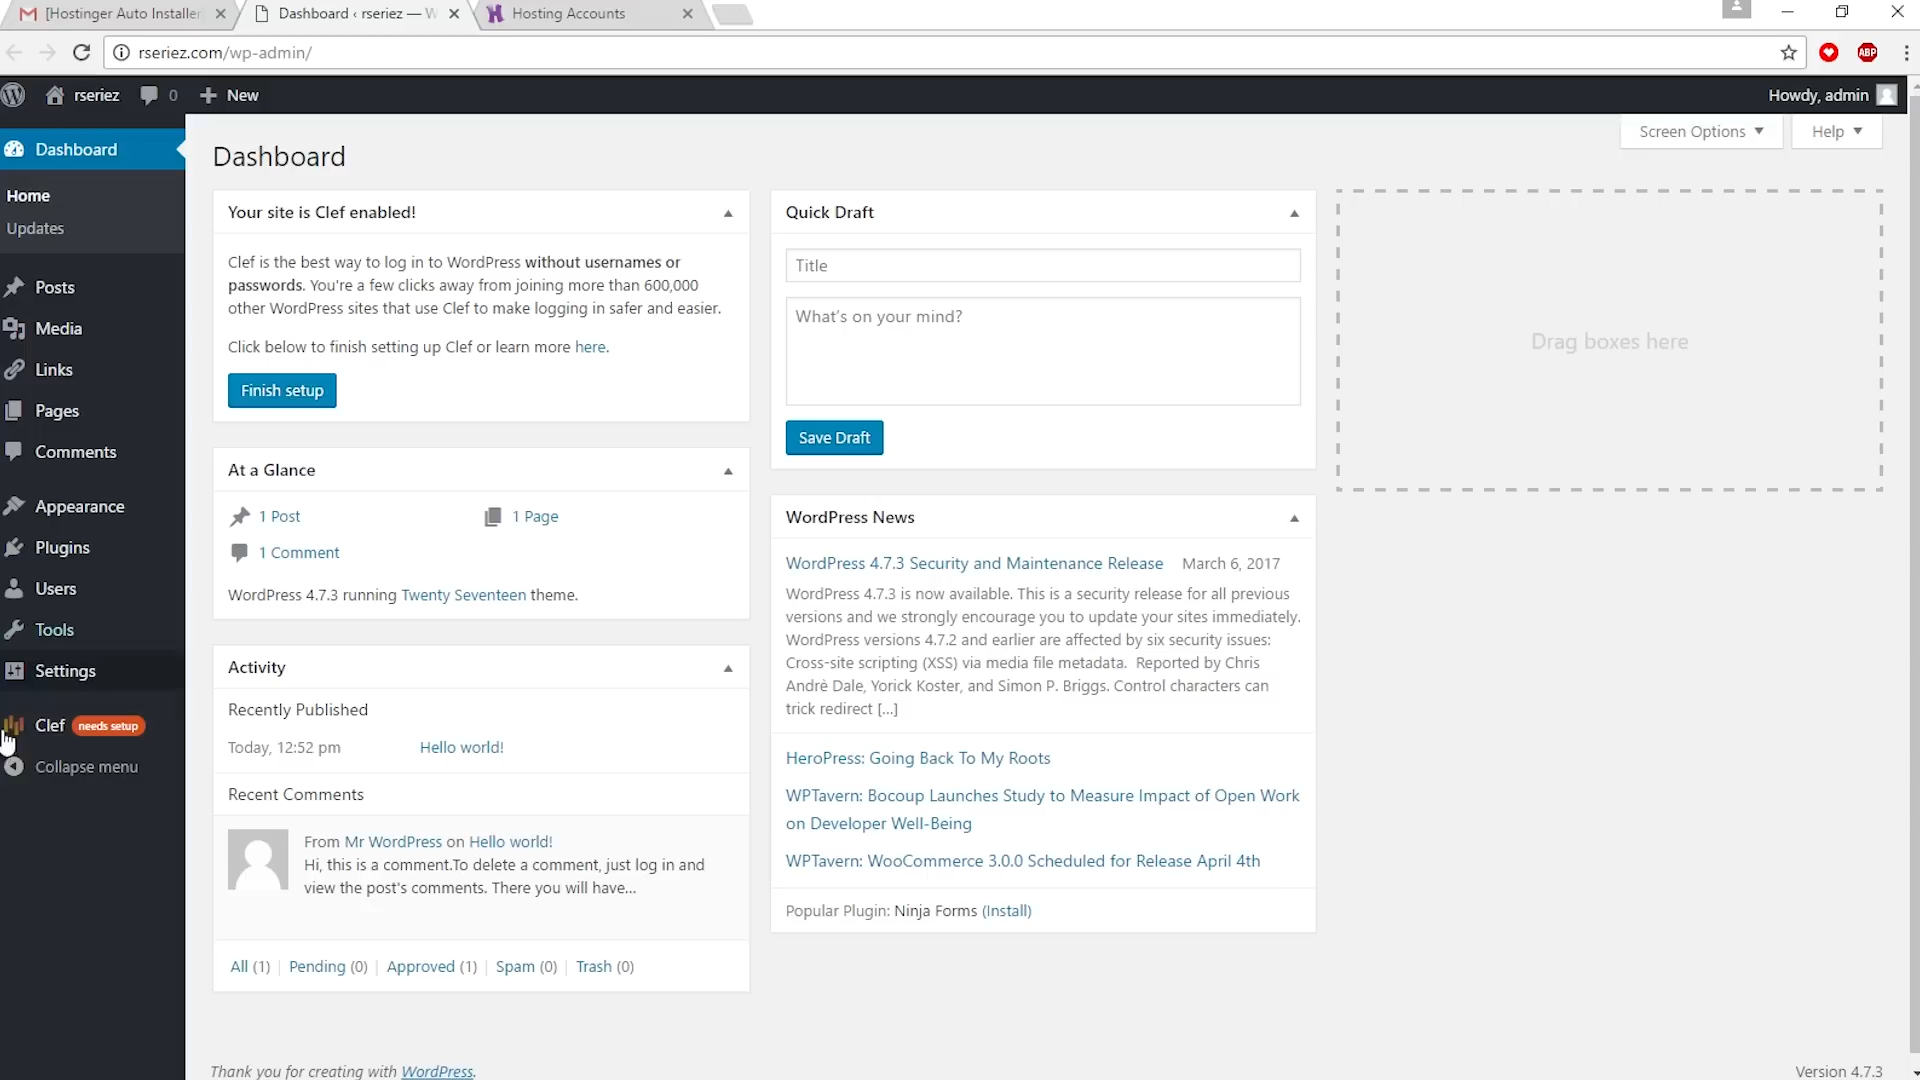 [Hostinger Auto Installer
Dashboard ‹ rseriez — W
Hosting Accounts
rseriez.com/wp-admin/
ABP
rseriez
0
New
Howdy, admin
Dashboard
Home
Updates
Posts
Media
Links
Pages
Comments
Appearance
Plugins
Users
Tools
Settings
Clef needs setup
Collapse menu
Screen Options
Help
Dashboard
Your site is Clef enabled!
Clef is the best way to log in to WordPress without usernames or
passwords. You're a few clicks away from joining more than 600,000
other WordPress sites that use Clef to make logging in safer and easier.
Click below to finish setting up Clef or learn more here.
Finish setup
At a Glance
1 Post
1 Page
1 Comment
WordPress 4.7.3 running Twenty Seventeen theme.
Activity
Recently Published
Today, 12:52 pm
Hello world!
Recent Comments
From Mr WordPress on Hello world!
Hi, this is a comment.To delete a comment, just log in and
view the post's comments. There you will have...
All (1) | Pending (0) | Approved (1) | Spam (0) | Trash (0)
Quick Draft
Title
What's on your mind?
Save Draft
WordPress News
WordPress 4.7.3 Security and Maintenance Release March 6, 2017
WordPress 4.7.3 is now available. This is a security release for all previous
versions and we strongly encourage you to update your sites immediately.
WordPress versions 4.7.2 and earlier are affected by six security issues:
Cross-site scripting (XSS) via media file metadata. Reported by Chris
Andrè Dale, Yorick Koster, and Simon P. Briggs. Control characters can
trick redirect [...]
HeroPress: Going Back To My Roots
WPTavern: Bocoup Launches Study to Measure Impact of Open Work
on Developer Well-Being
WPTavern: WooCommerce 3.0.0 Scheduled for Release April 4th
Popular Plugin: Ninja Forms (Install)
Drag boxes here
Thank you for creating with WordPress.
Version 4.7.3